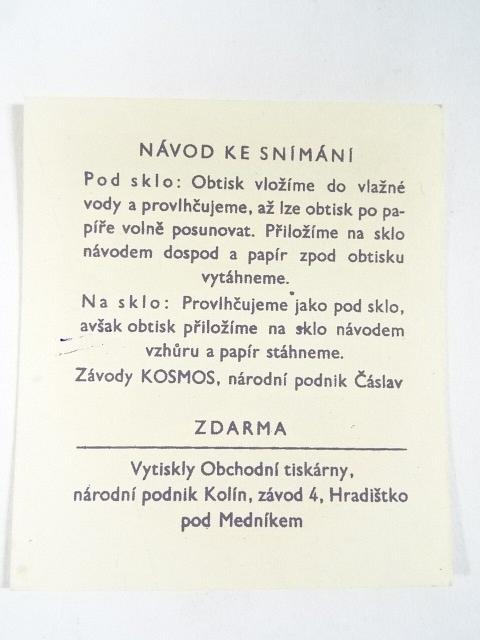 NÁVOD KE SNÍMÁNÍ
Pod sklo: Obtisk vložíme do vlažné
vody a provlhčujeme, až lze obtisk po pa-
píře volně posunovat. Přiložíme na sklo
návodem dospod a papír zpod obtisku
vytáhneme.
Na sklo: Provlhčujeme jako pod sklo,
avšak obtisk přiložíme na sklo návodem
vzhůru a papír stáhneme.
Závody KOSMOS, národní podnik Čáslav
ZDARMA
Vytiskly Obchodní tiskárny,
národní podnik Kolín, závod 4, Hradištko
pod Medníkem